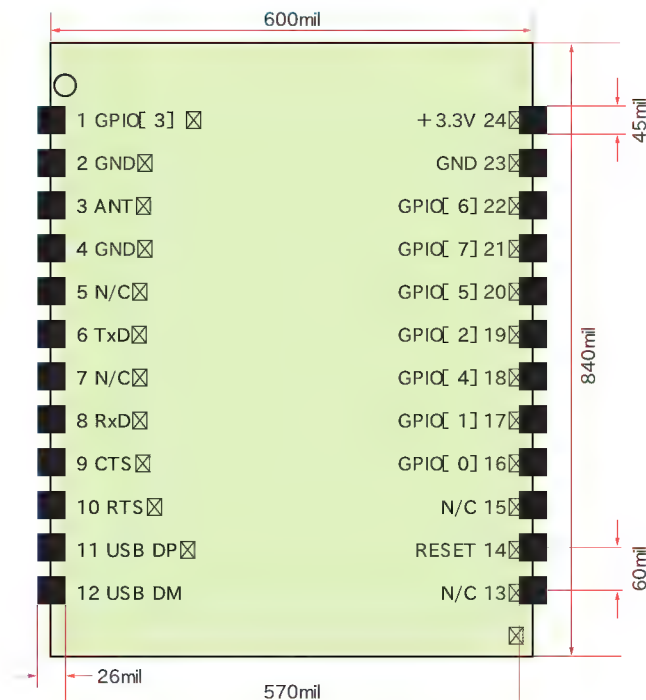 600mil
1 GPIO[ 3]
2 GND
3 ANT
4 GND
5 N/C
6 TxD
7 N/C
8 RxD
9 CTS
10 RTS
11 USB DP
12 USB DM
+3.3V 24
GND 23
GPIO[ 6] 22
GPIO[ 7] 21
GPIO[ 5] 20
GPIO[ 2] 19
GPIO[ 4] 18
GPIO[ 1] 17
GPIO[ 0] 16
N/C 15
RESET 14
N/C 13
45mil
840mil
60mil
26mil
570mil